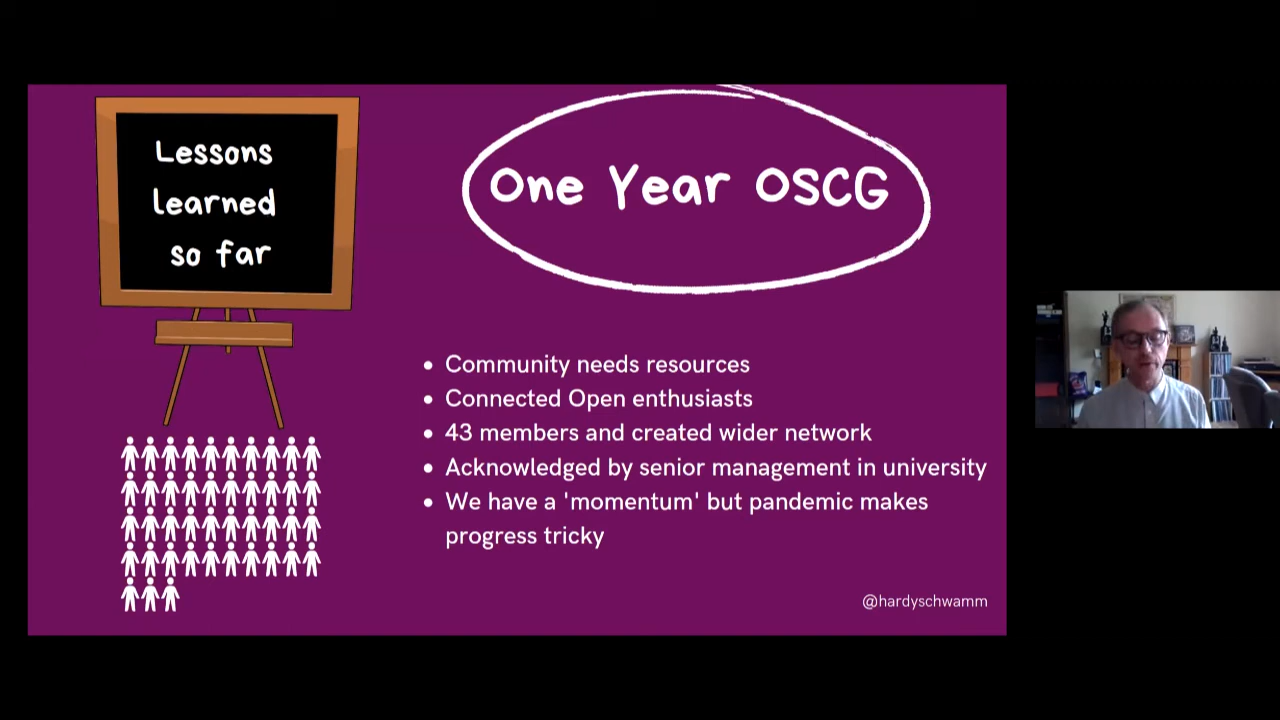 Lessons
learned
so far
One Year OSCG
Community needs resources
Connected Open enthusiasts
43 members and created wider network
Acknowledged by senior management in university
We have a 'momentum' but pandemic makes
progress tricky
@hardyschwamm